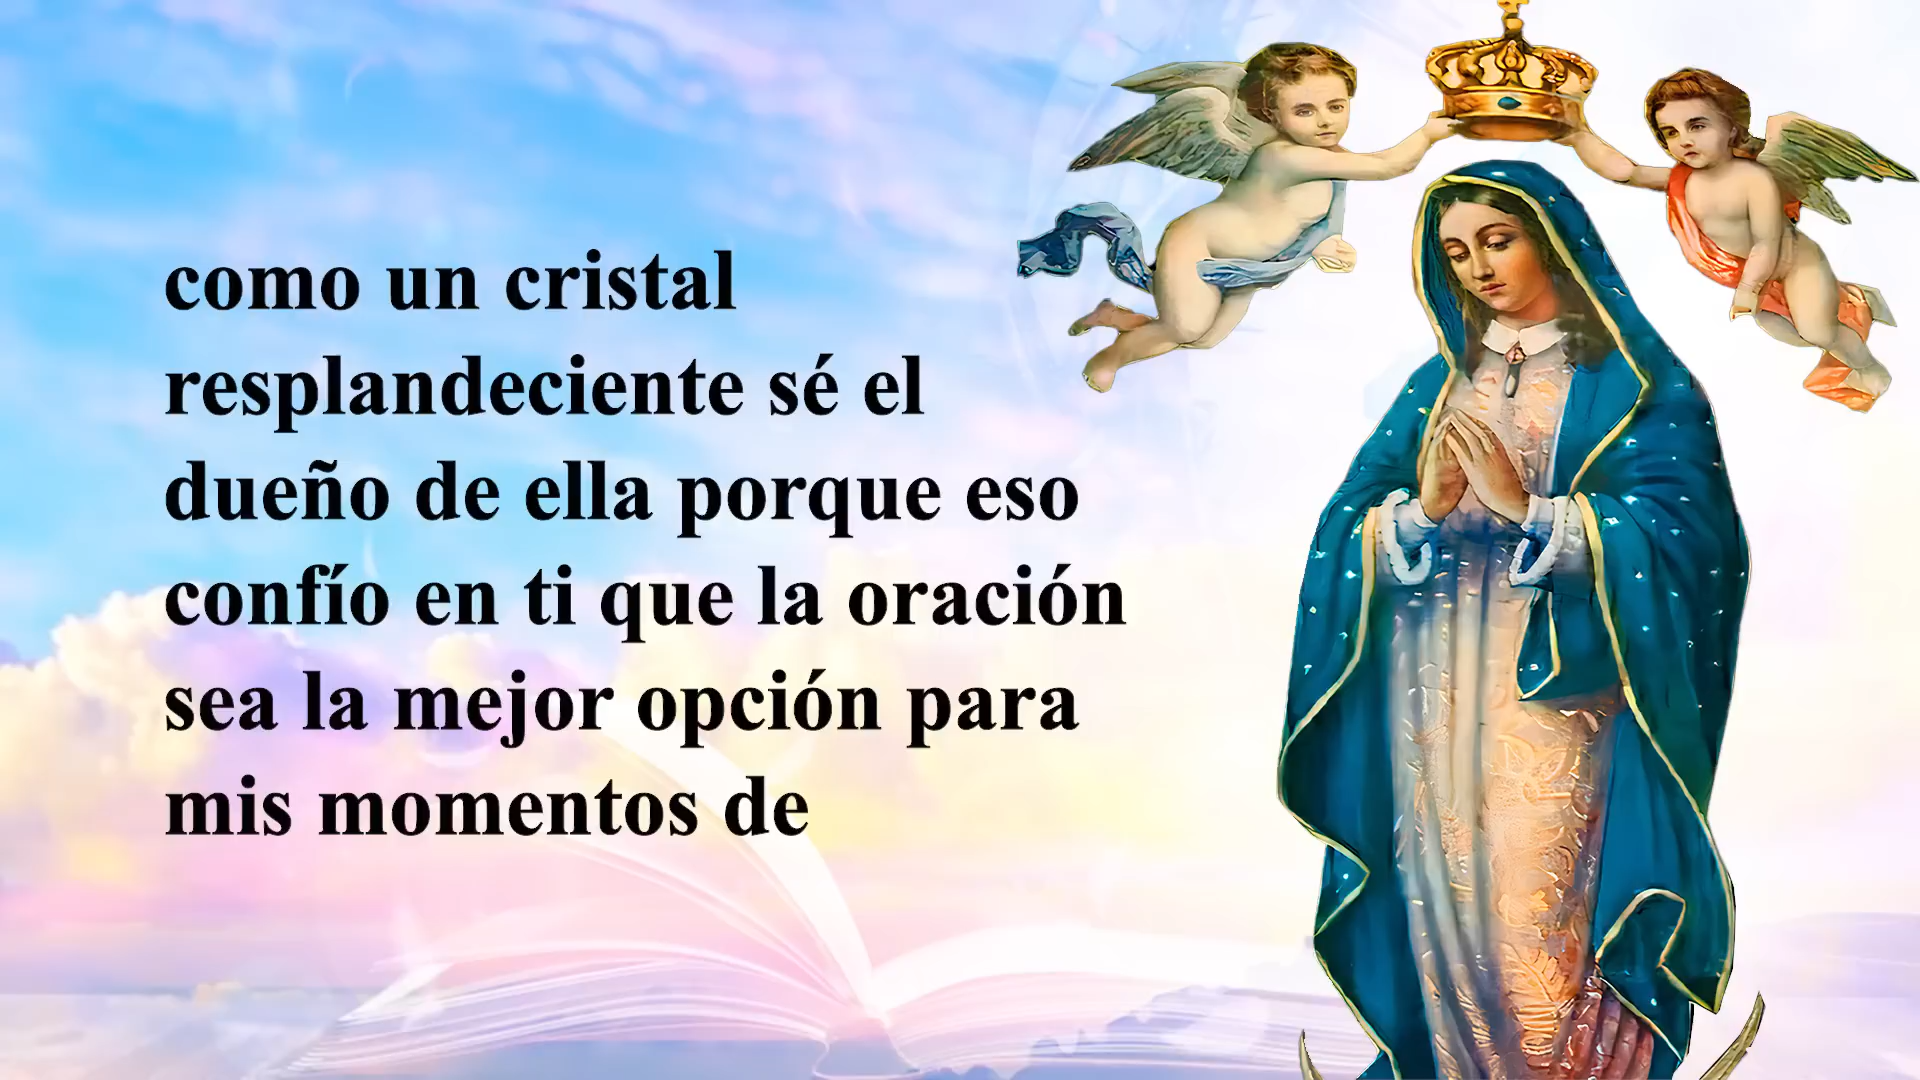 como un cristal
resplandeciente sé el
dueño de ella porque eso
confío en ti que la oración
sea la mejor opción para
mis momentos de